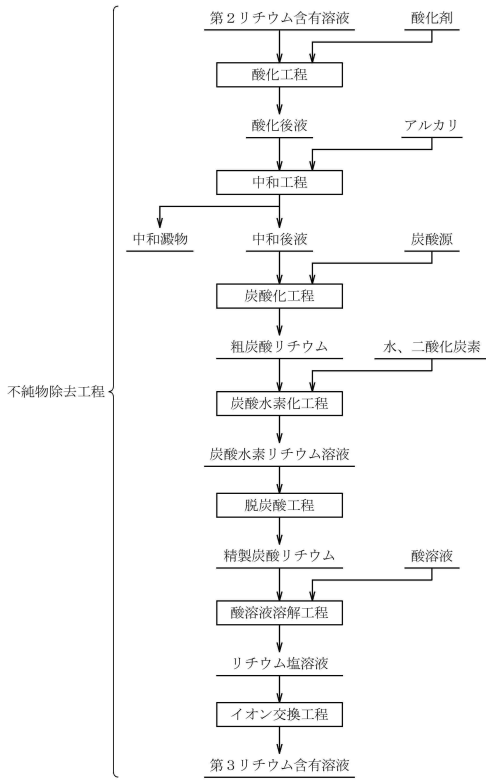 第２リチウム含有溶液
酸化剤
酸化工程
酸化後液
アルカリ
中和工程
中和澱物
中和後液
炭酸源
炭酸化工程
粗炭酸リチウム
水、二酸化炭素
不純物除去工程
炭酸水素化工程
炭酸水素リチウム溶液
脱炭酸工程
精製炭酸リチウム
酸溶液
酸溶液溶解工程
リチウム塩溶液
イオン交換工程
第３リチウム含有溶液